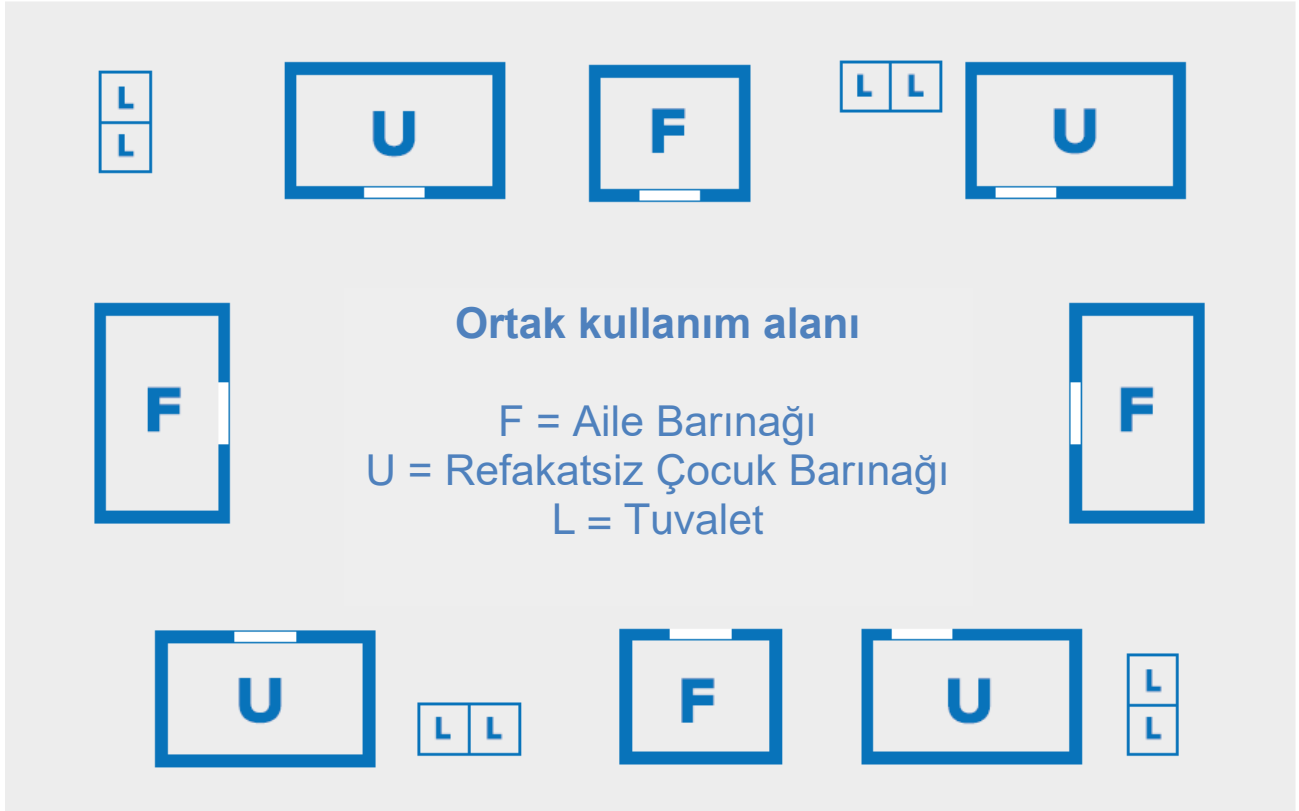 L
L
U
F
L L
U
Ortak kullanım alanı
F
F = Aile Barınağı
U = Refakatsiz Çocuk Barınağı
L = Tuvalet
F
U
L L
F
U
L
L